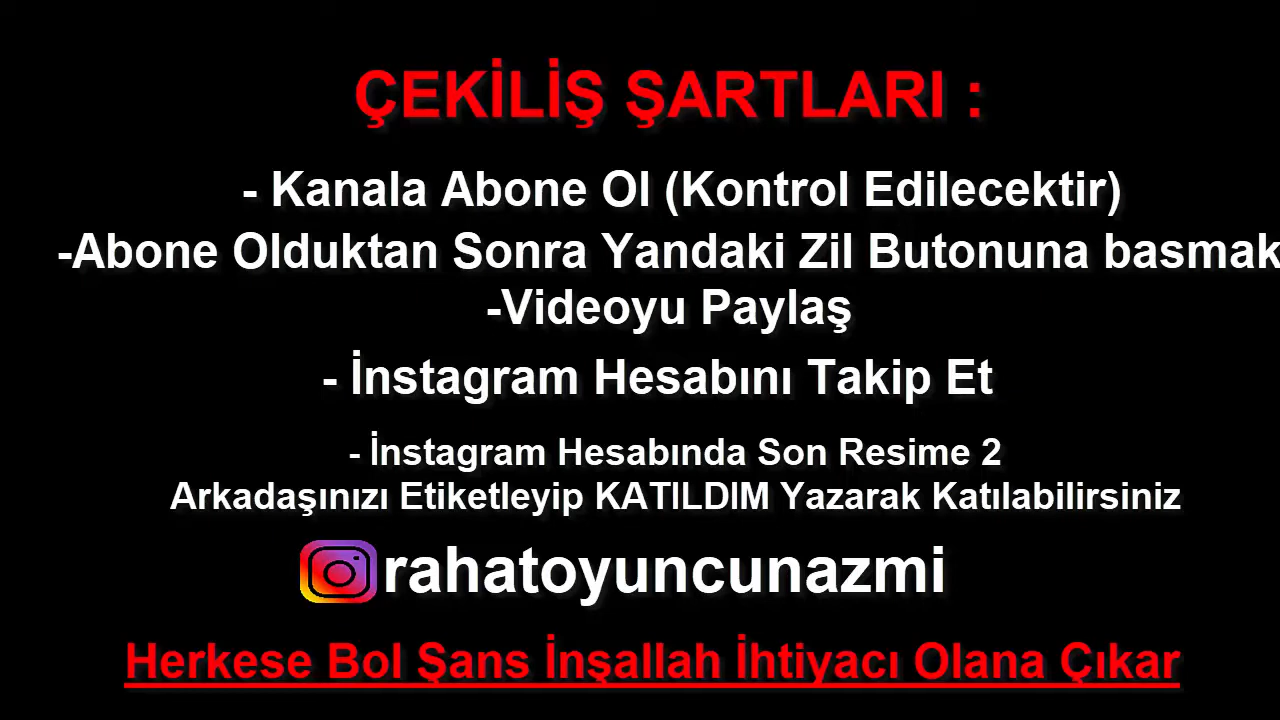 ÇEKİLİŞ ŞARTLARI :
- Kanala Abone Ol (Kontrol Edilecektir)
-Abone Olduktan Sonra Yandaki Zil Butonuna basmak
-Videoyu Paylaş
- İnstagram Hesabını Takip Et
- İnstagram Hesabında Son Resime 2
Arkadaşınızı Etiketleyip KATILDIM Yazarak Katılabilirsiniz
rahatoyuncunazmi
Herkese Bol Şans İnşallah İhtiyacı Olana Çıkar